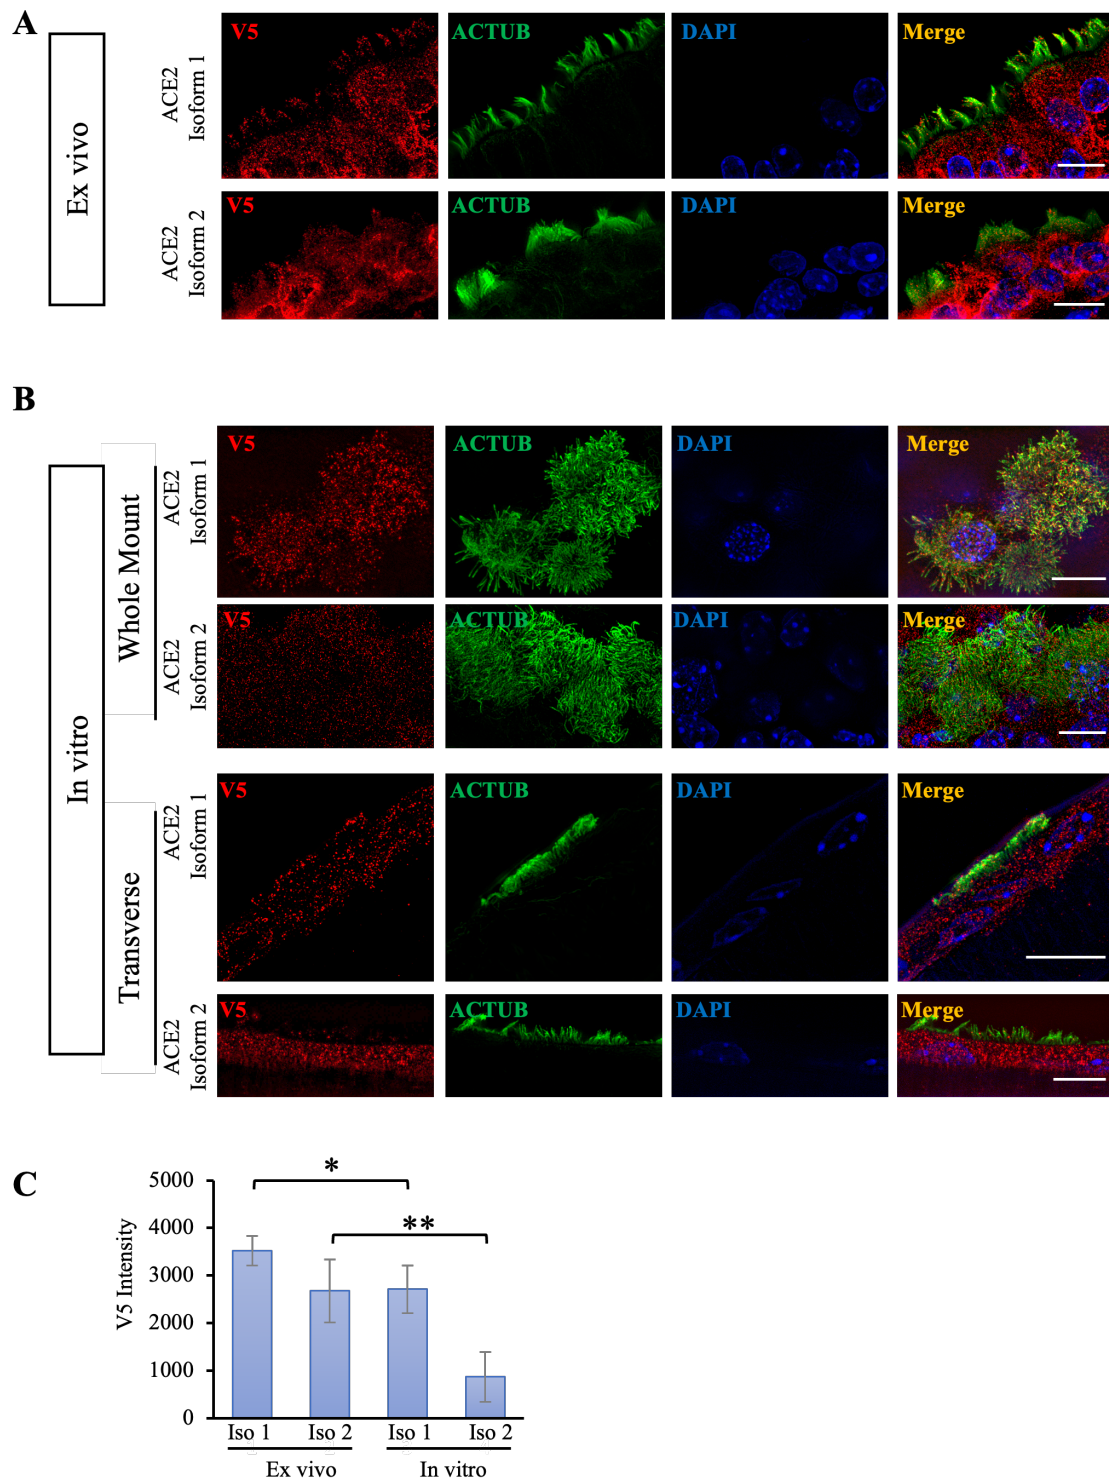 A
Ex vivo
ACE2
Isoform 1
V5
ACTUB
DAPI
Merge
ACE2
Isoform 2
V5
ACTUB
DAPI
Merge
B
In vitro
Whole Mount
ACE2
Isoform 1
V5
ACTUB
DAPI
Merge
ACE2
Isoform 2
V5
ACTUB
DAPI
Merge
Transverse
ACE2
Isoform 1
V5
ACTUB
DAPI
Merge
ACE2
Isoform 2
V5
ACTUB
DAPI
Merge
C
V5 Intensity
5000
4000
3000
2000
1000
0
*
**
Iso 1 Iso 2 Iso 1 Iso 2
Ex vivo In vitro